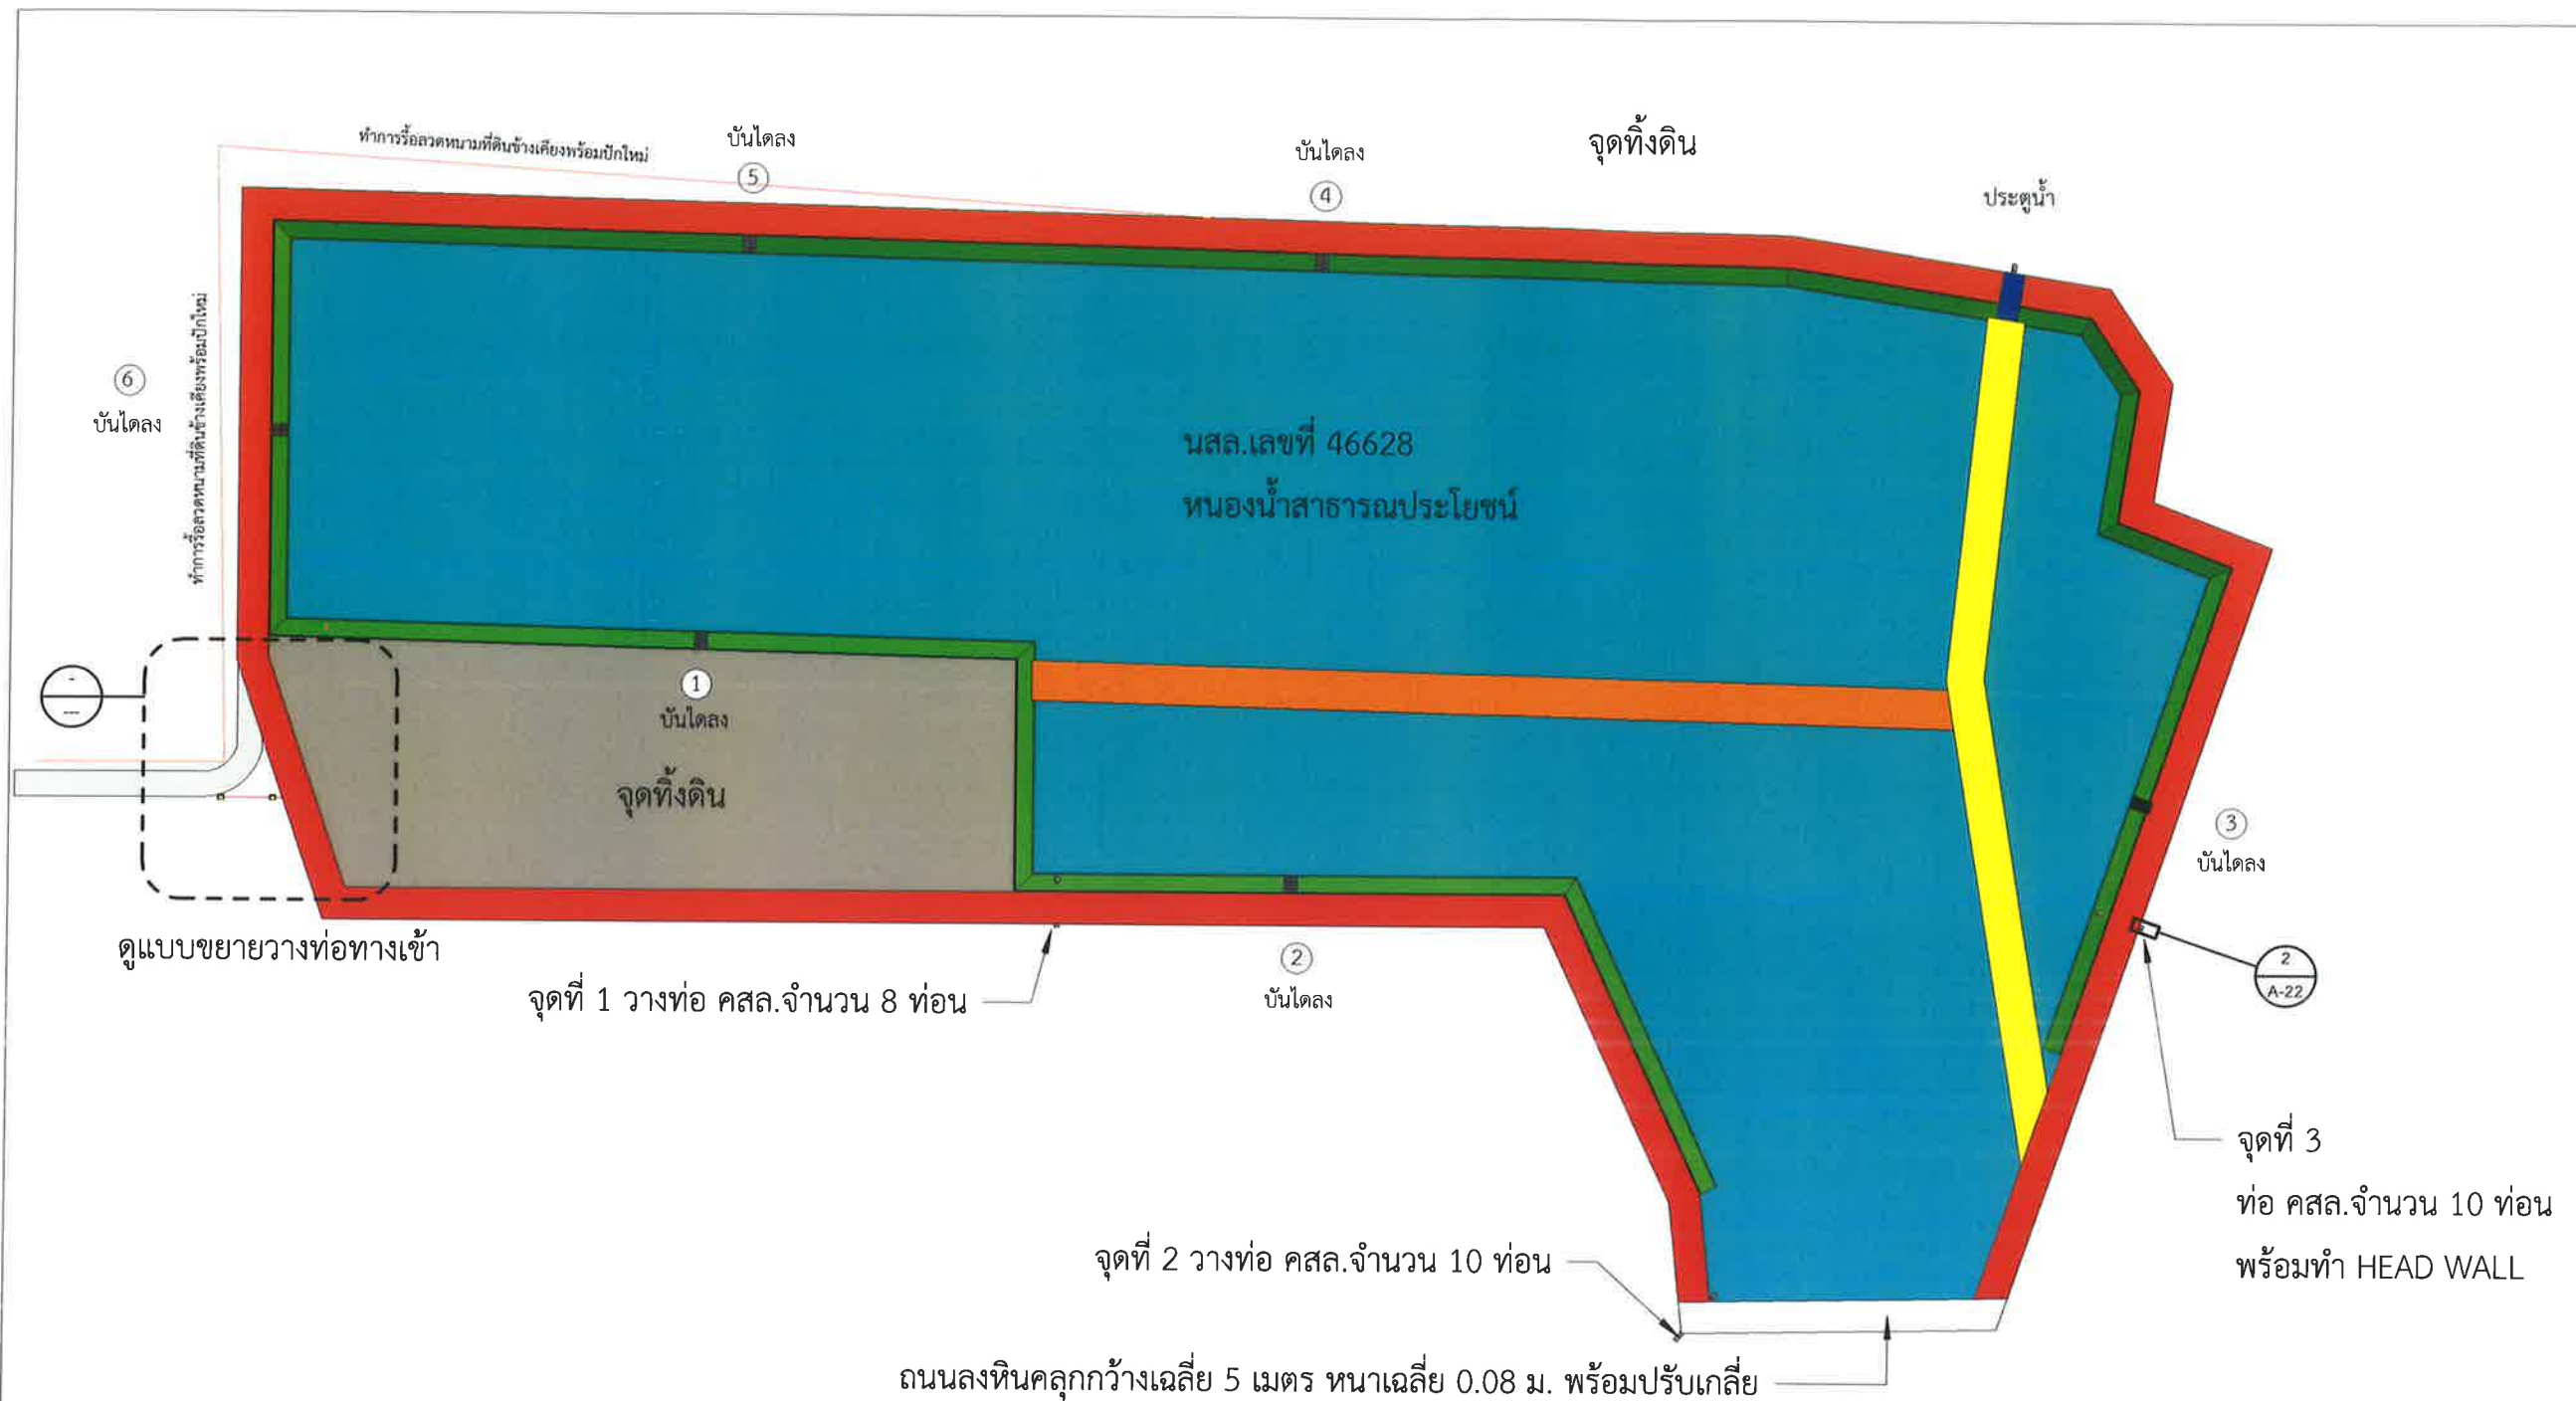 ทำการรื้อลวดหนามที่ดินข้างเคียงพร้อมปักใหม่
บันไดลง
5
บันไดลง
4
จุดทิ้งดิน
ประตูน้ำ
6
บันไดลง
ทำการรื้อลวดหนามที่ดินข้างเคียงพร้อมปักใหม่
นสล.เลขที่ 46628
หนองน้ำสาธารณประโยชน์
-
---
1
บันไดลง
จุดทิ้งดิน
3
บันไดลง
ดูแบบขยายวางท่อทางเข้า
จุดที่ 1 วางท่อ คสล.จำนวน 8 ท่อน
2
บันไดลง
2
A-22
จุดที่ 3
ท่อ คสล.จำนวน 10 ท่อน
พร้อมทำ HEAD WALL
จุดที่ 2 วางท่อ คสล.จำนวน 10 ท่อน
ถนนลงหินคลุกกว้างเฉลี่ย 5 เมตร หนาเฉลี่ย 0.08 ม. พร้อมปรับเกลี่ย